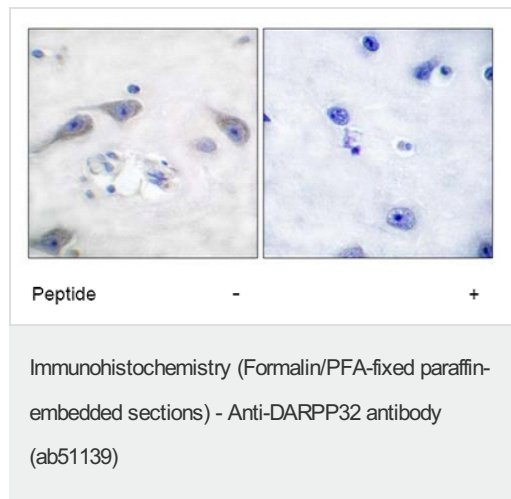 Peptide - +
Immunohistochemistry (Formalin/PFA-fixed paraffin-
embedded sections) - Anti-DARPP32 antibody
(ab51139)